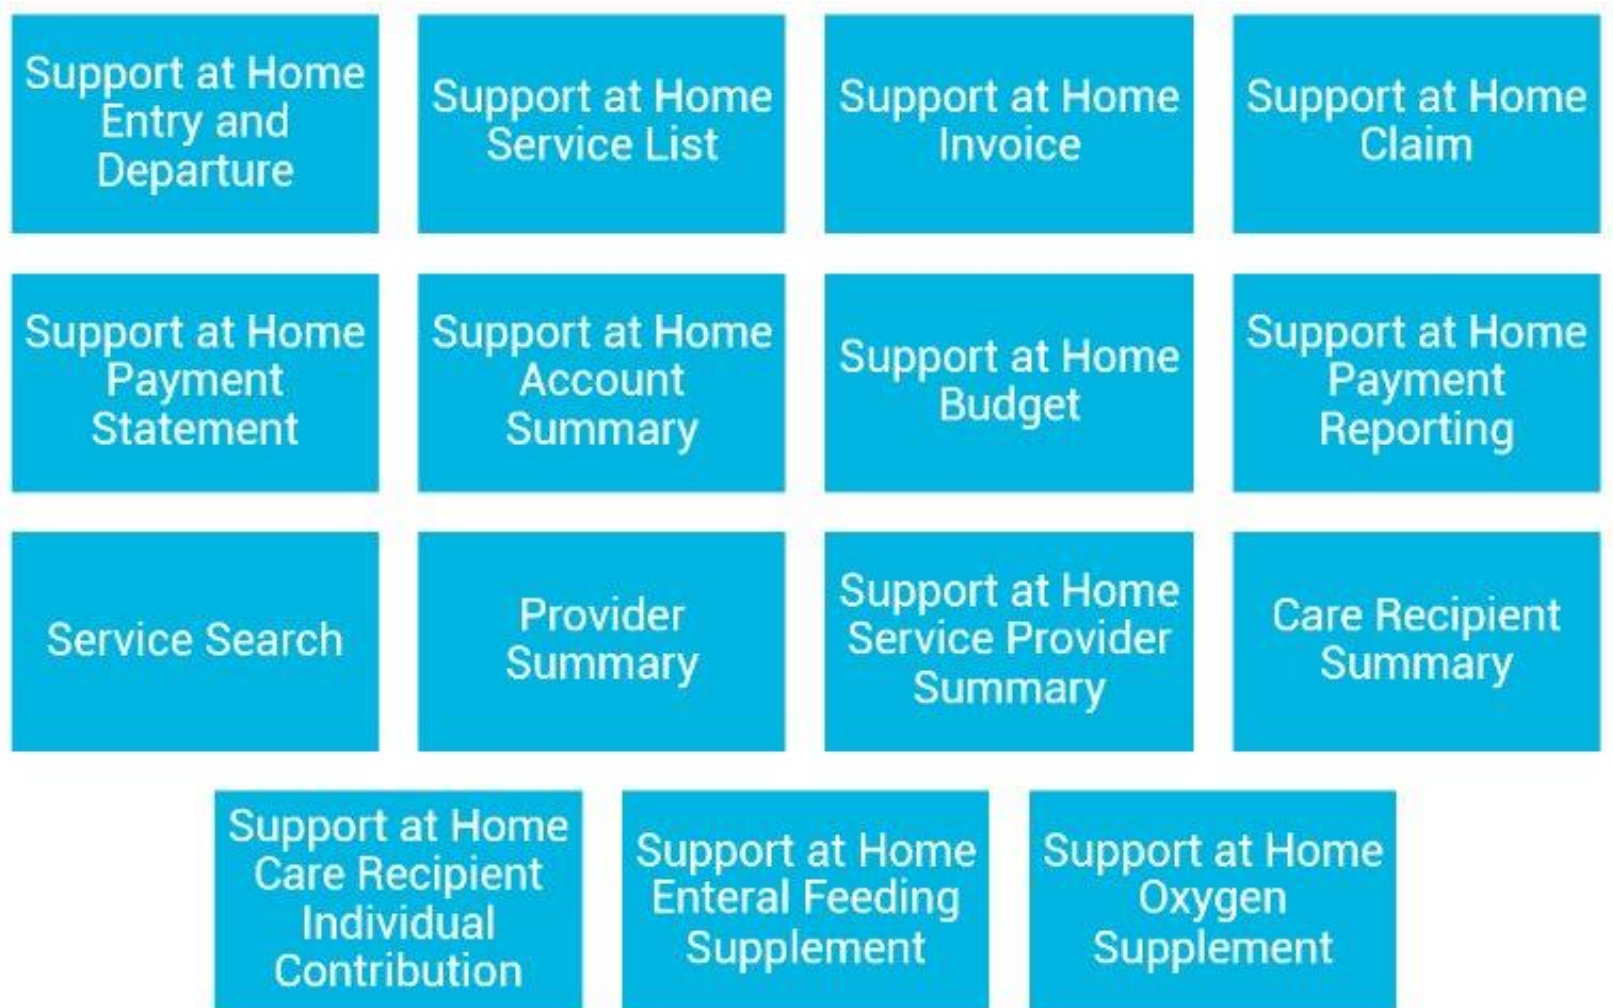 Support at Home
Entry and
Departure
Support at Home
Service List
Support at Home
Invoice
Support at Home
Claim
Support at Home
Payment
Statement
Support at Home
Account
Summary
Support at Home
Budget
Support at Home
Payment
Reporting
Service Search
Provider
Summary
Support at Home
Service Provider
Summary
Care Recipient
Summary
Support at Home
Care Recipient
Individual
Contribution
Support at Home
Enteral Feeding
Supplement
Support at Home
Oxygen
Supplement